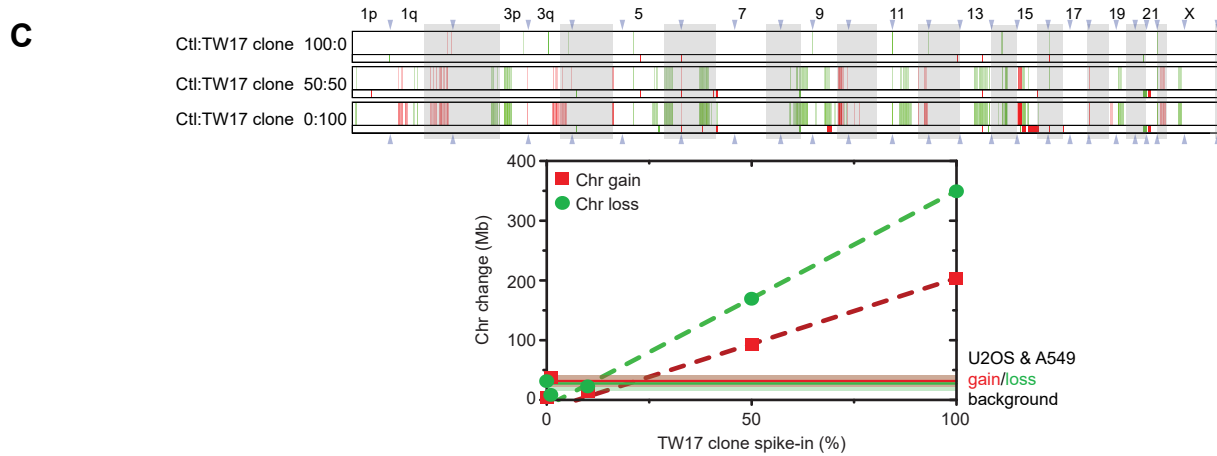 C
1p 1q 3p 3q 5 7 9 11 13 15 17 19 21 X
Ctl:TW17 clone 100:0
50:50
Ctl:TW17 clone
Ctl:TW17 clone 0:100
400
Chr gain
Chr loss
300
Chr change (Mb)
200
100
U2OS & A549
gain/loss
0
background
0 50 100
TW17 clone spike-in (%)